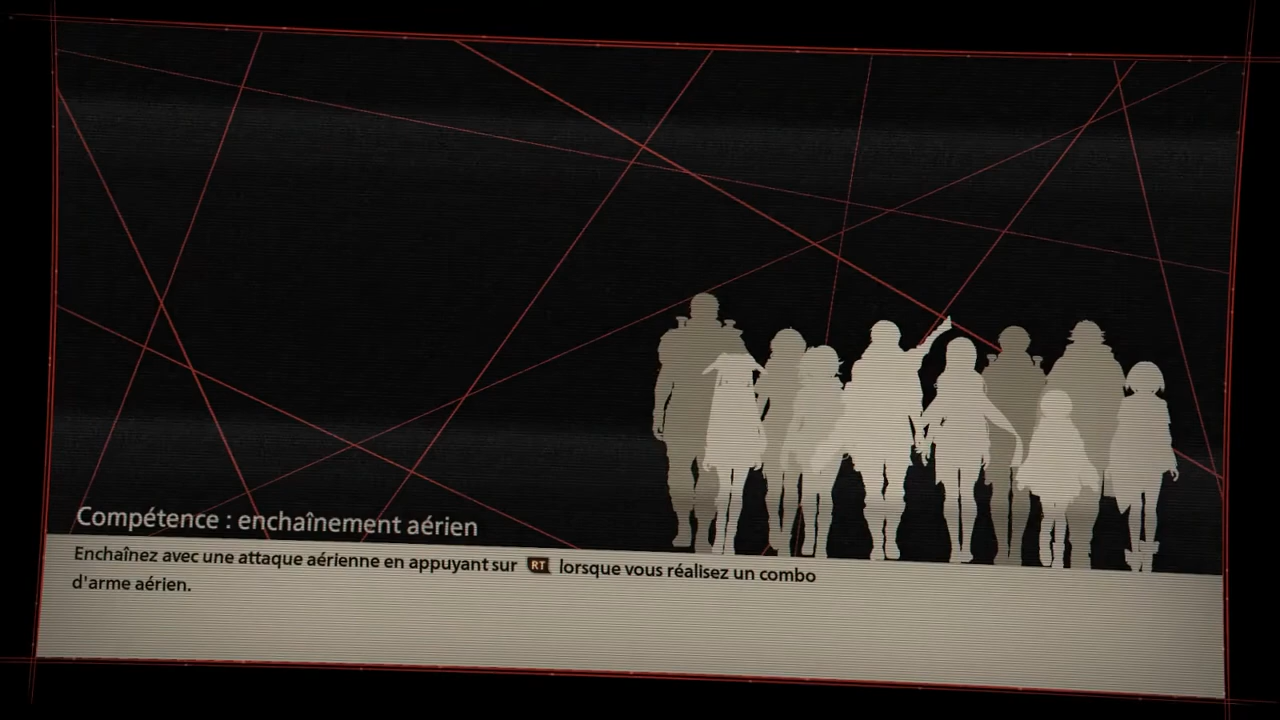 Compétence : enchaînement aérien
Enchaînez avec une attaque aérienne en appuyant sur RT lorsque vous réalisez un combo
d'arme aérien.